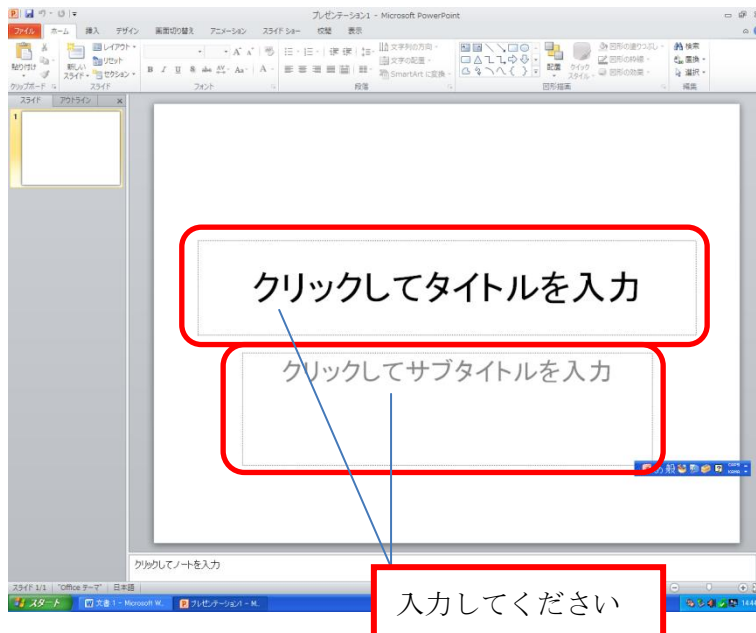 プレゼンテーション1 - Microsoft PowerPoint
ファイル ホーム 挿入 デザイン 画面切り替え アニメーション スライド ショー 校閲 表示
貼り付け
新しいスライド
レイアウト
リセット
セクション
文字列の方向
文字の配置
SmartArt に変換
配置
クイックスタイル
図形の塗りつぶし
図形の枠線
図形の効果
検索
置換
選択
クリップボード スライド フォント 段落 図形描画 編集
スライド アウトライン
1
クリックしてタイトルを入力
クリックしてサブタイトルを入力
般
クリックしてノートを入力
スライド 1/1 "Office テーマ" 日本語
入力してください
スタート 文書 1 - Microsoft W... プレゼンテーション1 - M...